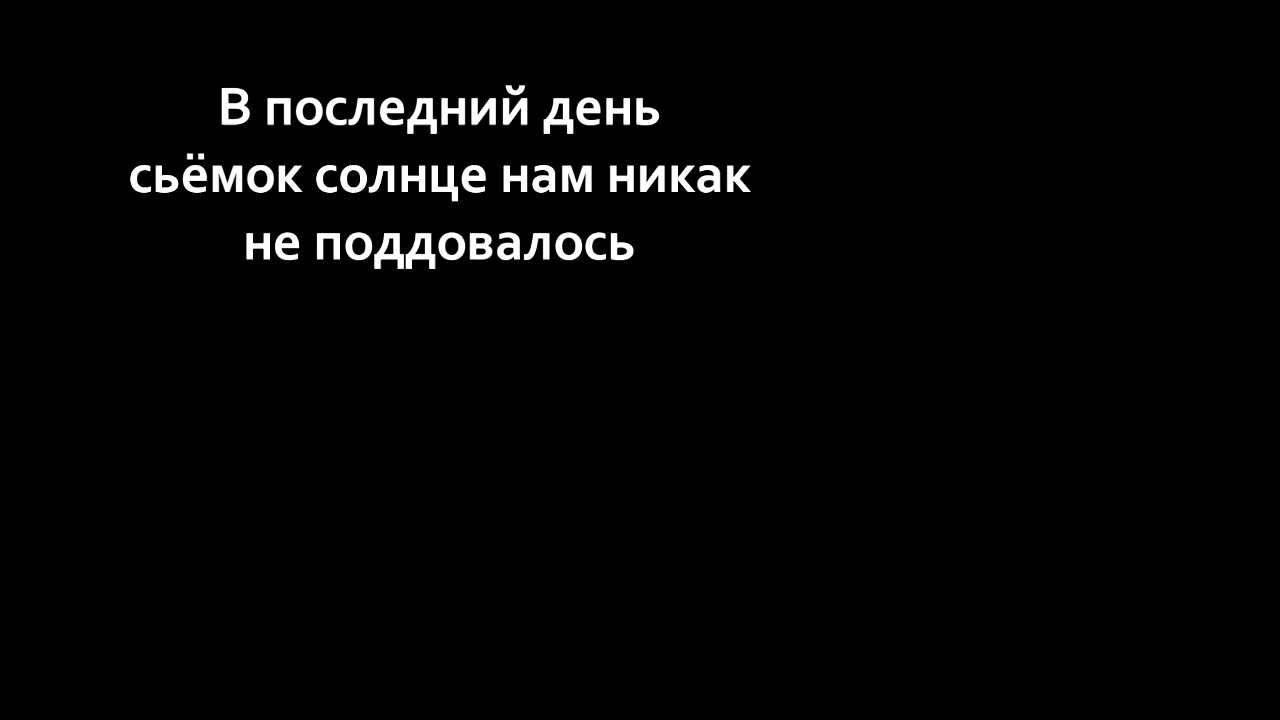 В последний день
сьёмок солнце нам никак
не поддовалось